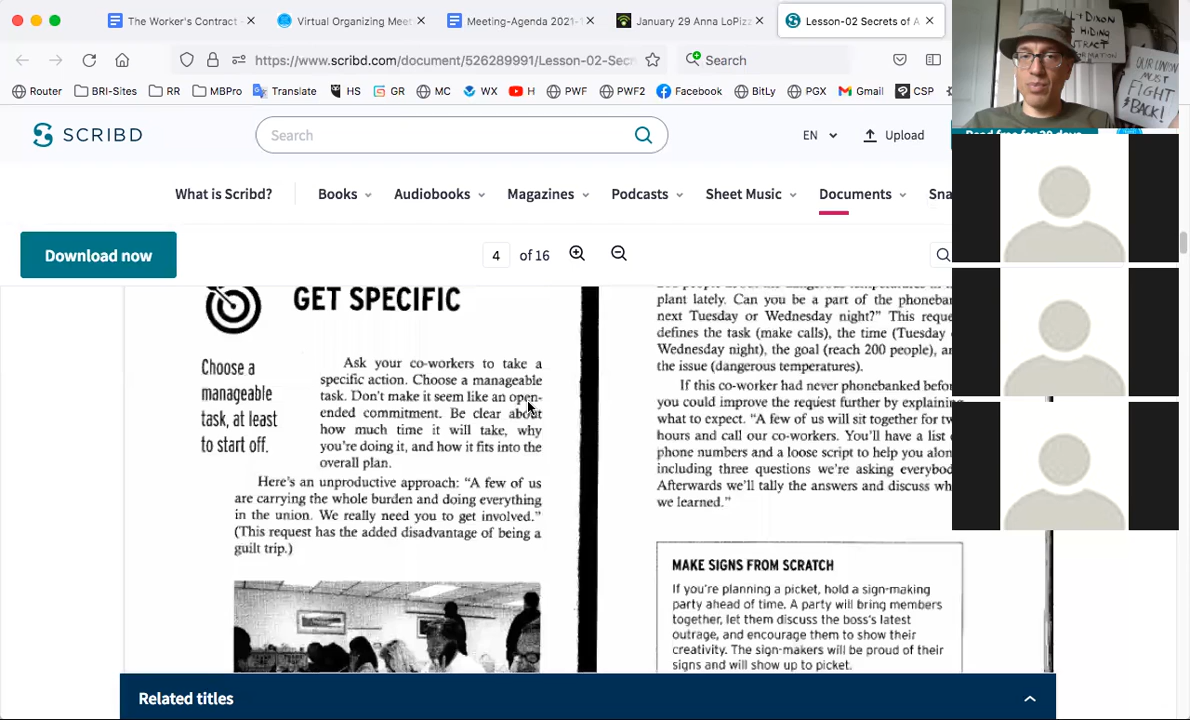 The Worker's Contract -
Virtual Organizing Meet
Meeting-Agenda 2021-
January 29 Anna LoPizz
Lesson-02 Secrets of A
https://www.scribd.com/document/526289991/Lesson-02-Secr
Search
Router
BRI-Sites
RR
MBPro
Translate
HS
GR
MC
WX
H
PWF
PWF2
Facebook
BitLy
PGX
Gmail
CSP
SCRIBD
Search
EN
Upload
Read free for 30 days
What is Scribd?
Books
Audiobooks
Magazines
Podcasts
Sheet Music
Documents
Sna
Download now
4 of 16
GET SPECIFIC
Choose a
manageable
task, at least
to start off.
Ask your co-workers to take a
specific action. Choose a manageable
task. Don't make it seem like an open-
ended commitment. Be clear about
how much time it will take, why
you're doing it, and how it fits into the
overall plan.
Here's an unproductive approach: "A few of us
are carrying the whole burden and doing everything
in the union. We really need you to get involved."
(This request has the added disadvantage of being a
guilt trip.)
plant lately. Can you be a part of the phoneban
next Tuesday or Wednesday night?" This reque
defines the task (make calls), the time (Tuesday
Wednesday night), the goal (reach 200 people), an
the issue (dangerous temperatures).
If this co-worker had never phonebanked befor
you could improve the request further by explainin
what to expect. "A few of us will sit together for tw
hours and call our co-workers. You'll have a list
phone numbers and a loose script to help you alon
including three questions we're asking everybod
Afterwards we'll tally the answers and discuss wh
we learned."
MAKE SIGNS FROM SCRATCH
If you're planning a picket, hold a sign-making
party ahead of time. A party will bring members
together, let them discuss the boss's latest
outrage, and encourage them to show their
creativity. The sign-makers will be proud of their
signs and will show up to picket.
Related titles
OUR UNION
MUST
FIGHT
BACK!